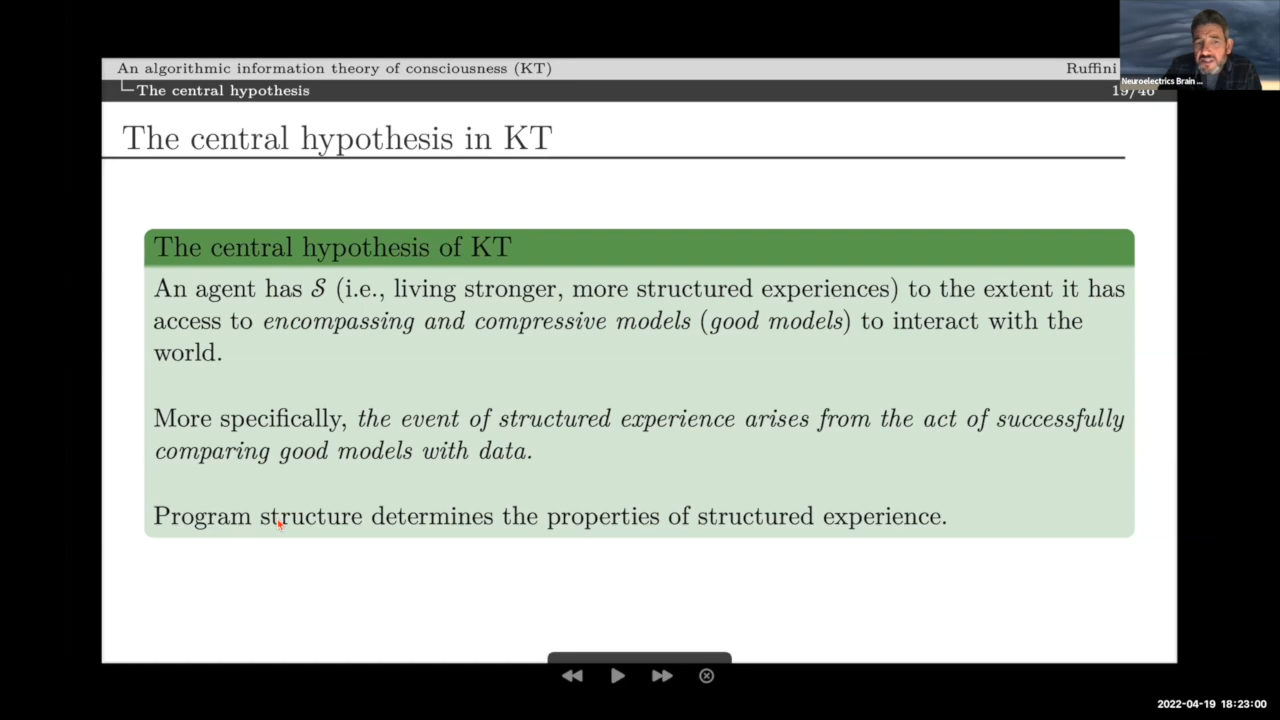 An algorithmic information theory of consciousness (KT)
Ruffini
The central hypothesis
19/46
Neuroelectrics Brain ...
The central hypothesis in KT
The central hypothesis of KT
An agent has 𝒮 (i.e., living stronger, more structured experiences) to the extent it has
access to encompassing and compressive models (good models) to interact with the
world.
More specifically, the event of structured experience arises from the act of successfully
comparing good models with data.
Program structure determines the properties of structured experience.
2022-04-19 18:23:00